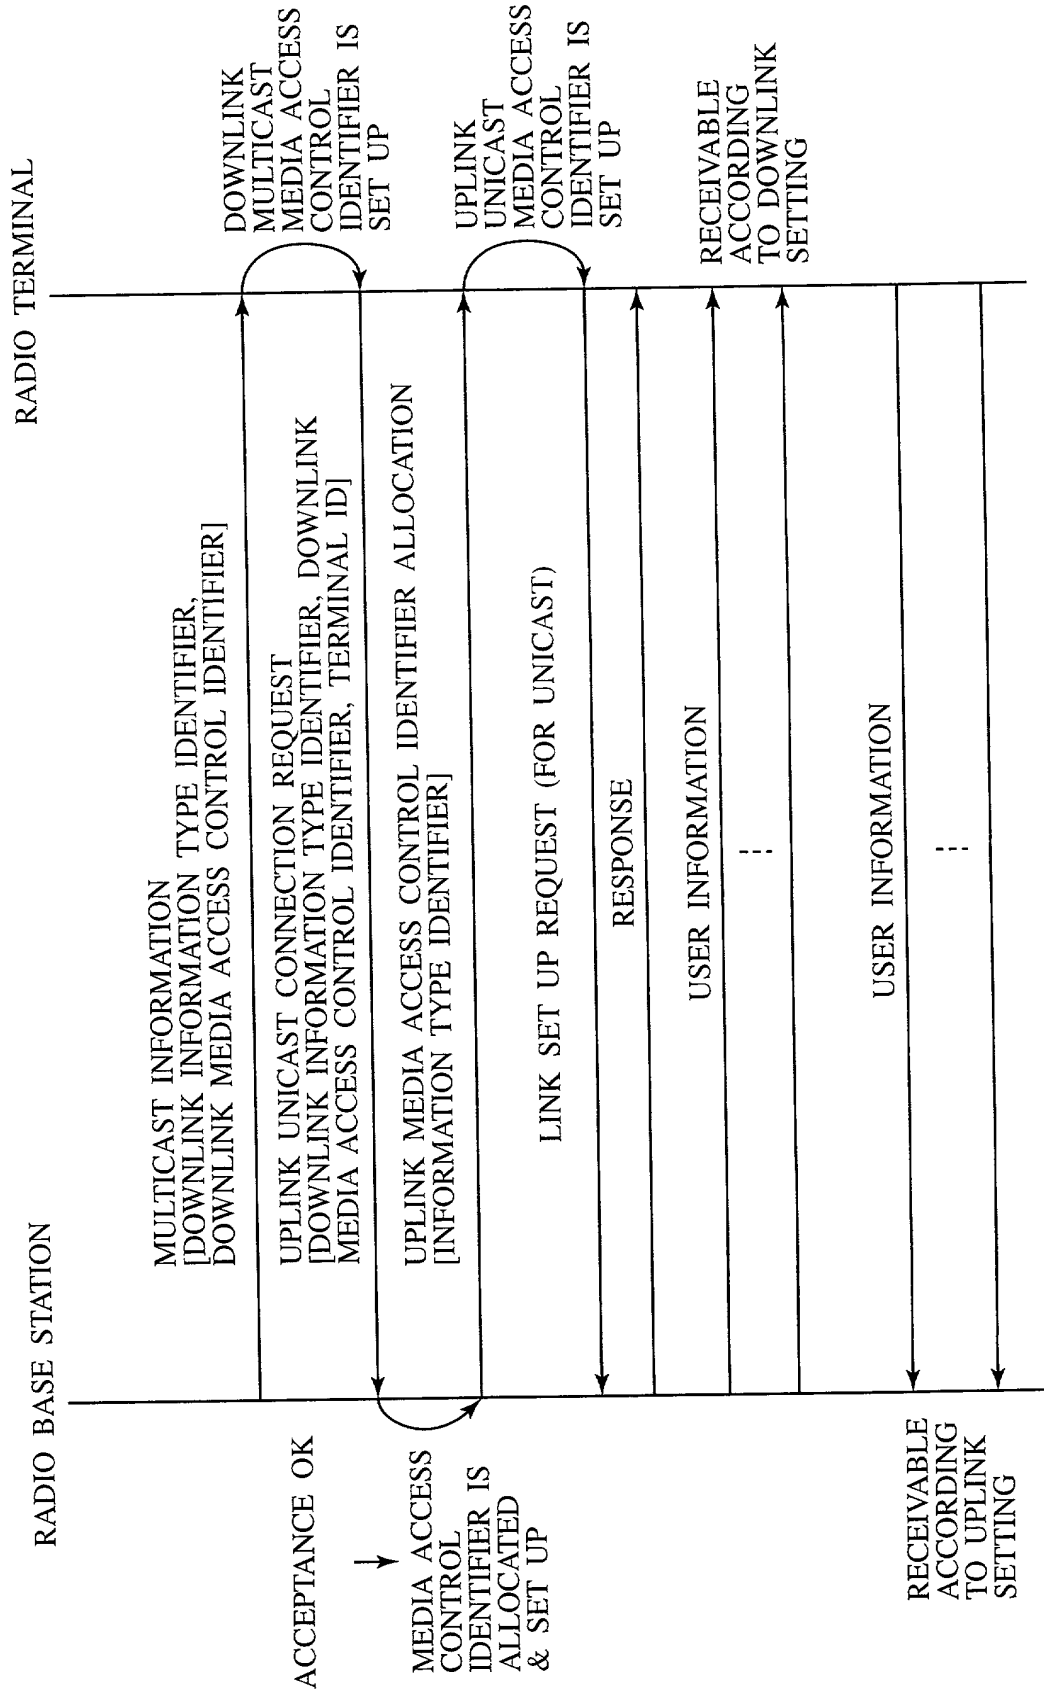 RADIO BASE STATION
RADIO TERMINAL
MULTICAST INFORMATION
[DOWNLINK INFORMATION TYPE IDENTIFIER,
DOWNLINK MEDIA ACCESS CONTROL IDENTIFIER]
DOWNLINK
MULTICAST
MEDIA ACCESS
CONTROL
IDENTIFIER IS
SET UP
UPLINK UNICAST CONNECTION REQUEST
[DOWNLINK INFORMATION TYPE IDENTIFIER, DOWNLINK
MEDIA ACCESS CONTROL IDENTIFIER, TERMINAL ID]
ACCEPTANCE OK
MEDIA ACCESS
CONTROL
IDENTIFIER IS
ALLOCATED
& SET UP
UPLINK MEDIA ACCESS CONTROL IDENTIFIER ALLOCATION
[INFORMATION TYPE IDENTIFIER]
UPLINK
UNICAST
MEDIA ACCESS
CONTROL
IDENTIFIER IS
SET UP
LINK SET UP REQUEST (FOR UNICAST)
RESPONSE
USER INFORMATION
RECEIVABLE
ACCORDING
TO DOWNLINK
SETTING
USER INFORMATION
RECEIVABLE
ACCORDING
TO UPLINK
SETTING